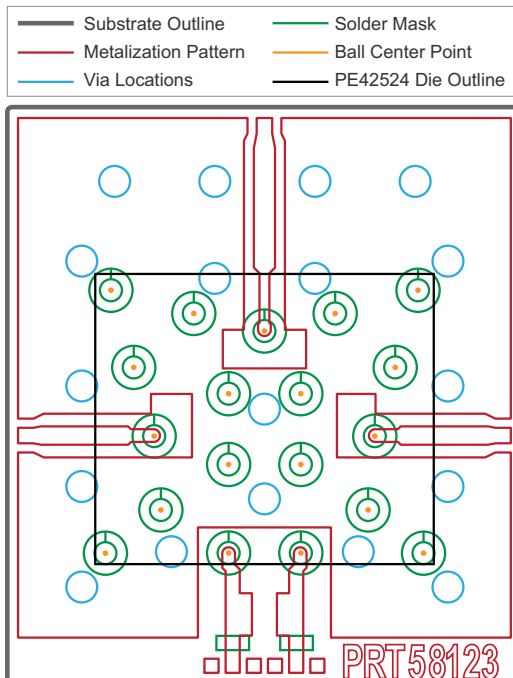 Substrate Outline
Solder Mask
Metalization Pattern
Ball Center Point
Via Locations
PE42524 Die Outline
PRT58123